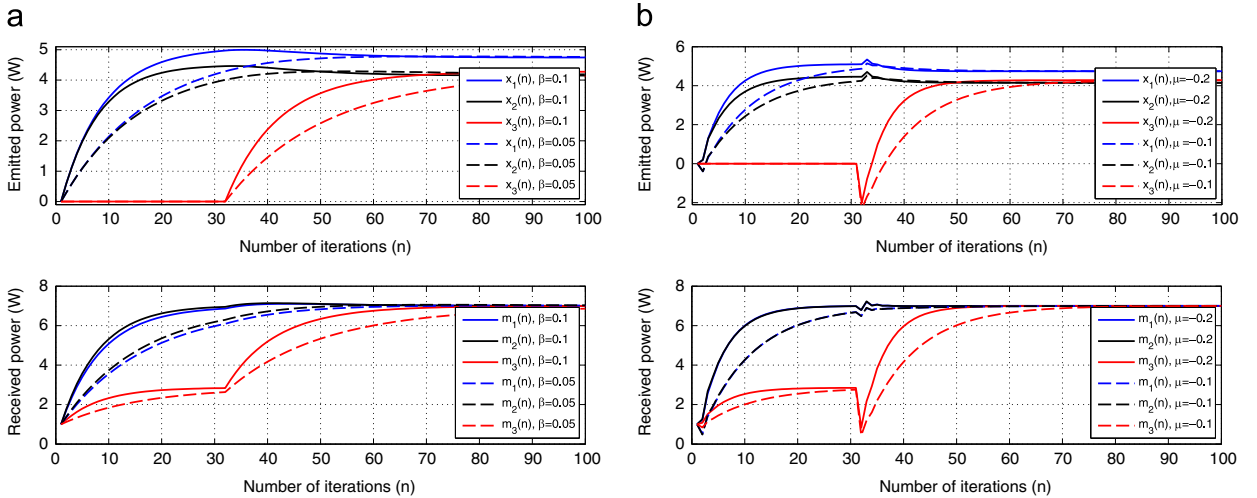 a
Emitted power (W)
5
4
3
2
1
0
0 10 20 30 40 50 60 70 80 90 100
Number of iterations (n)
x1(n), β=0.1
x2(n), β=0.1
x3(n), β=0.1
x1(n), β=0.05
x2(n), β=0.05
x3(n), β=0.05
Received power (W)
8
6
4
2
0
0 10 20 30 40 50 60 70 80 90 100
Number of iterations (n)
m1(n), β=0.1
m2(n), β=0.1
m3(n), β=0.1
m1(n), β=0.05
m2(n), β=0.05
m3(n), β=0.05
b
Emitted power (W)
6
4
2
0
2
0 10 20 30 40 50 60 70 80 90 100
Number of iterations (n)
x1(n),μ=-0.2
x2(n),μ=-0.2
x3(n),μ=-0.2
x1(n),μ=-0.1
x2(n),μ=-0.1
x3(n),μ=-0.1
Received power (W)
8
6
4
2
0
0 10 20 30 40 50 60 70 80 90 100
Number of iterations (n)
m1(n), μ=-0.2
m2(n), μ=-0.2
m3(n), μ=-0.2
m1(n), μ=-0.1
m2(n), μ=-0.1
m3(n), μ=-0.1